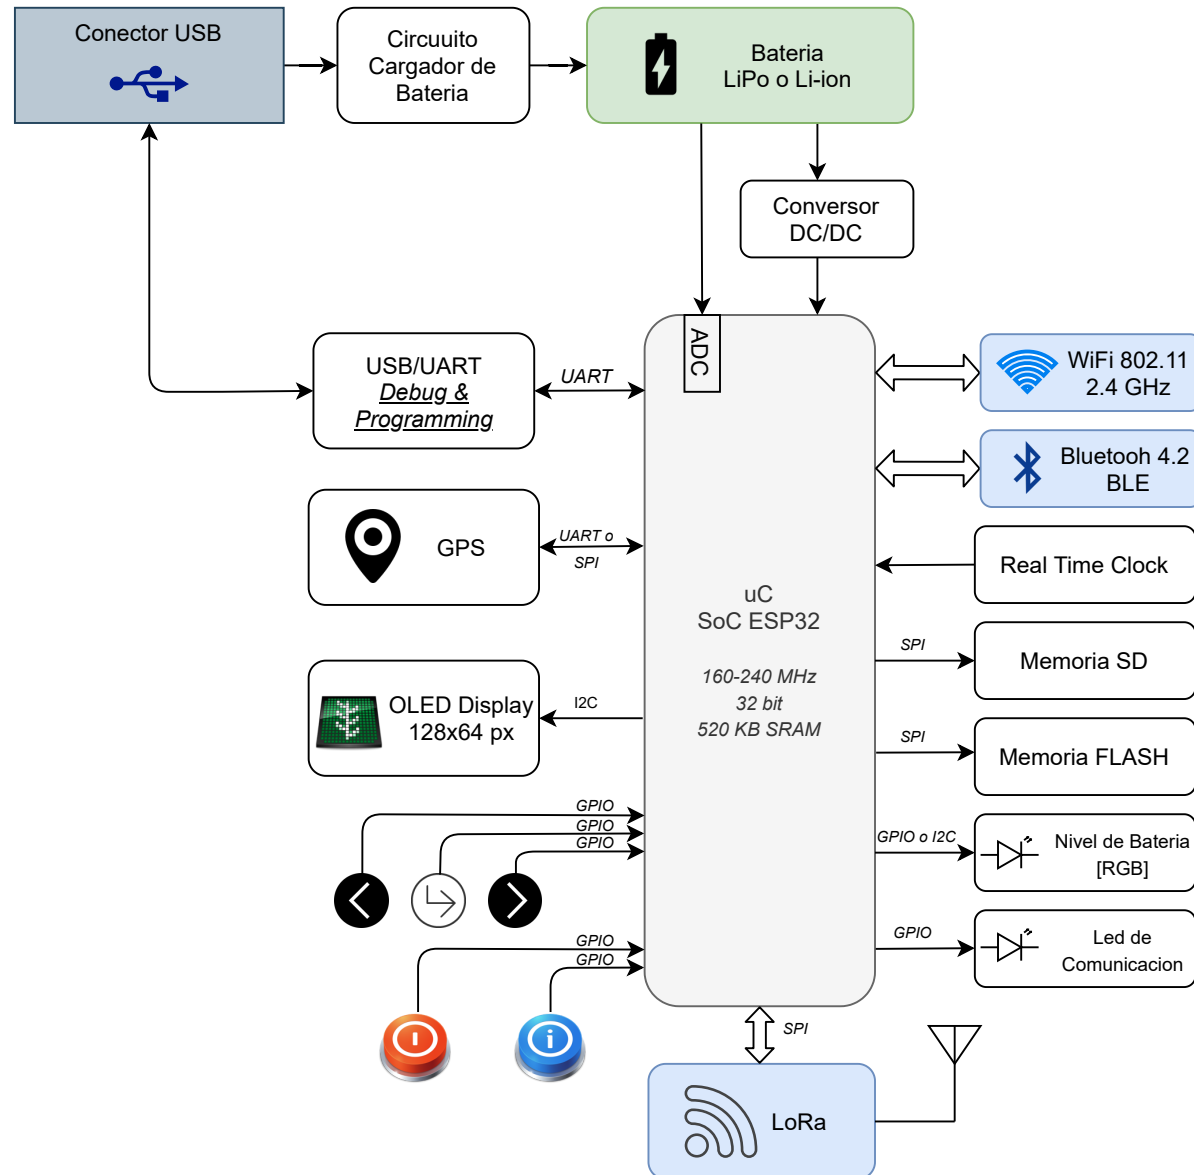 Conector USB
Circuuito
Cargador de
Bateria
Bateria
LiPo o Li-ion
Conversor
DC/DC
ADC
USB/UART
Debug &
Programming
UART
WiFi 802.11
2.4 GHz
Bluetooh 4.2
BLE
GPS
UART o
SPI
Real Time Clock
uC
SoC ESP32
160-240 MHz
32 bit
520 KB SRAM
OLED Display
128x64 px
I2C
SPI
Memoria SD
SPI
Memoria FLASH
GPIO
GPIO
GPIO
GPIO o I2C
Nivel de Bateria
[RGB]
GPIO
GPIO
GPIO
Led de
Comunicacion
i
SPI
LoRa